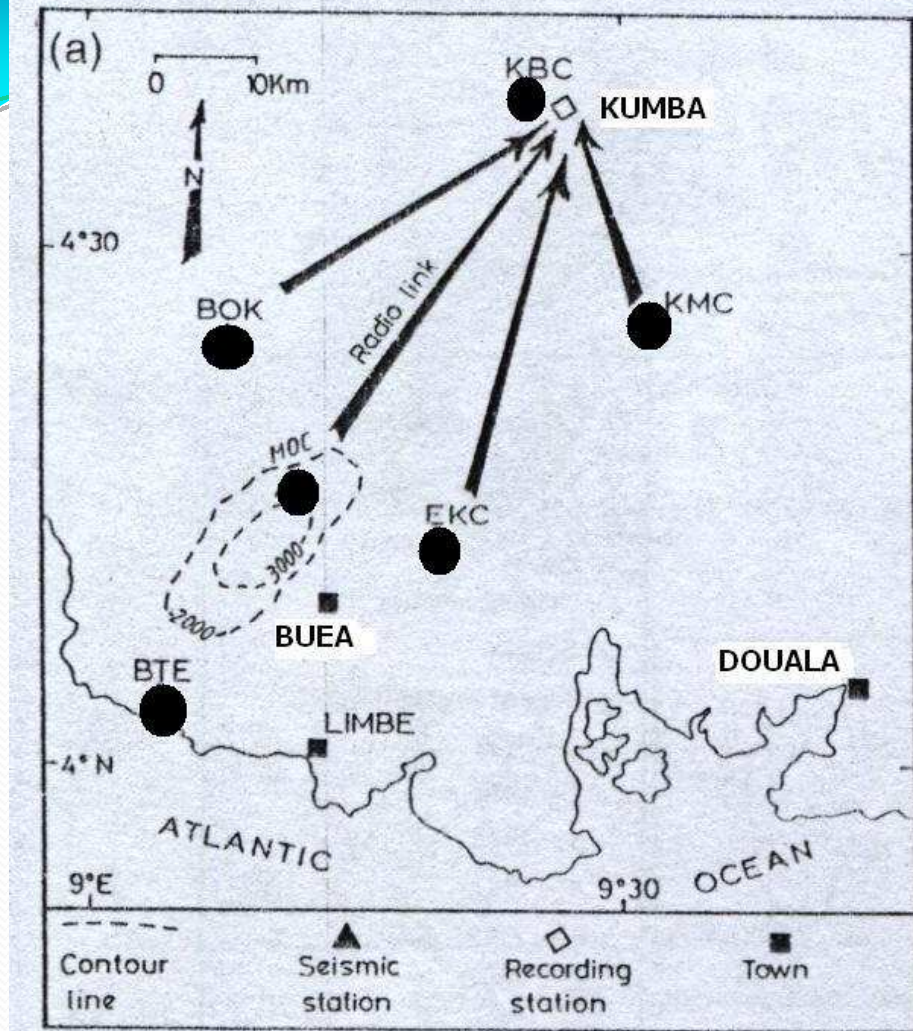 (a)
0 10Km
KBC
KUMBA
N
4°30
BOK
Radio link
KMC
MOC
EKC
3000
2000
BUEA
BTE
DOUALA
LIMBE
4°N
ATLANTIC
OCEAN
9°E
9°30
Contour
line
Seismic
station
Recording
station
Town